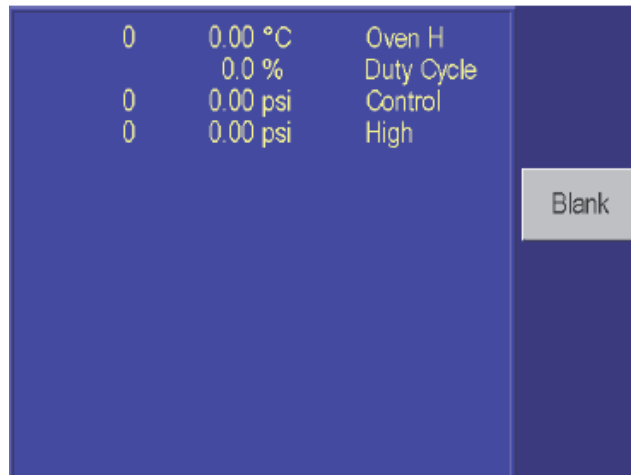 0 0.00 °C Oven H
0.0 % Duty Cycle
0 0.00 psi Control
0 0.00 psi High
Blank